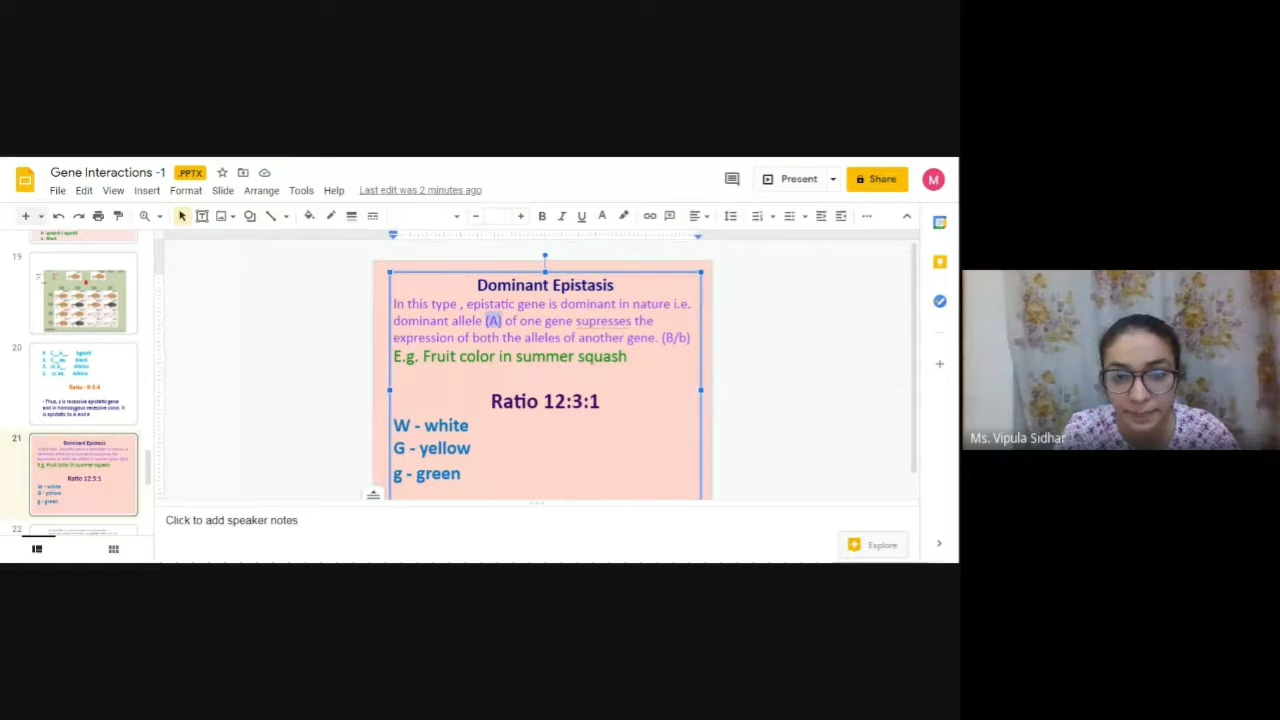 Gene Interactions -1 .PPTX
File Edit View Insert Format Slide Arrange Tools Help Last edit was 2 minutes ago
Present
Share
M
19
20
Ratio : 9:3:4
21
Dominant Epistasis
Ratio 12:3:1
W - white
G - yellow
g - green
22
Dominant Epistasis
In this type , epistatic gene is dominant in nature i.e.
dominant allele (A) of one gene supresses the
expression of both the alleles of another gene. (B/b)
E.g. Fruit color in summer squash
Ratio 12:3:1
W - white
G - yellow
g - green
Click to add speaker notes
Explore
Ms. Vipula Sidhar